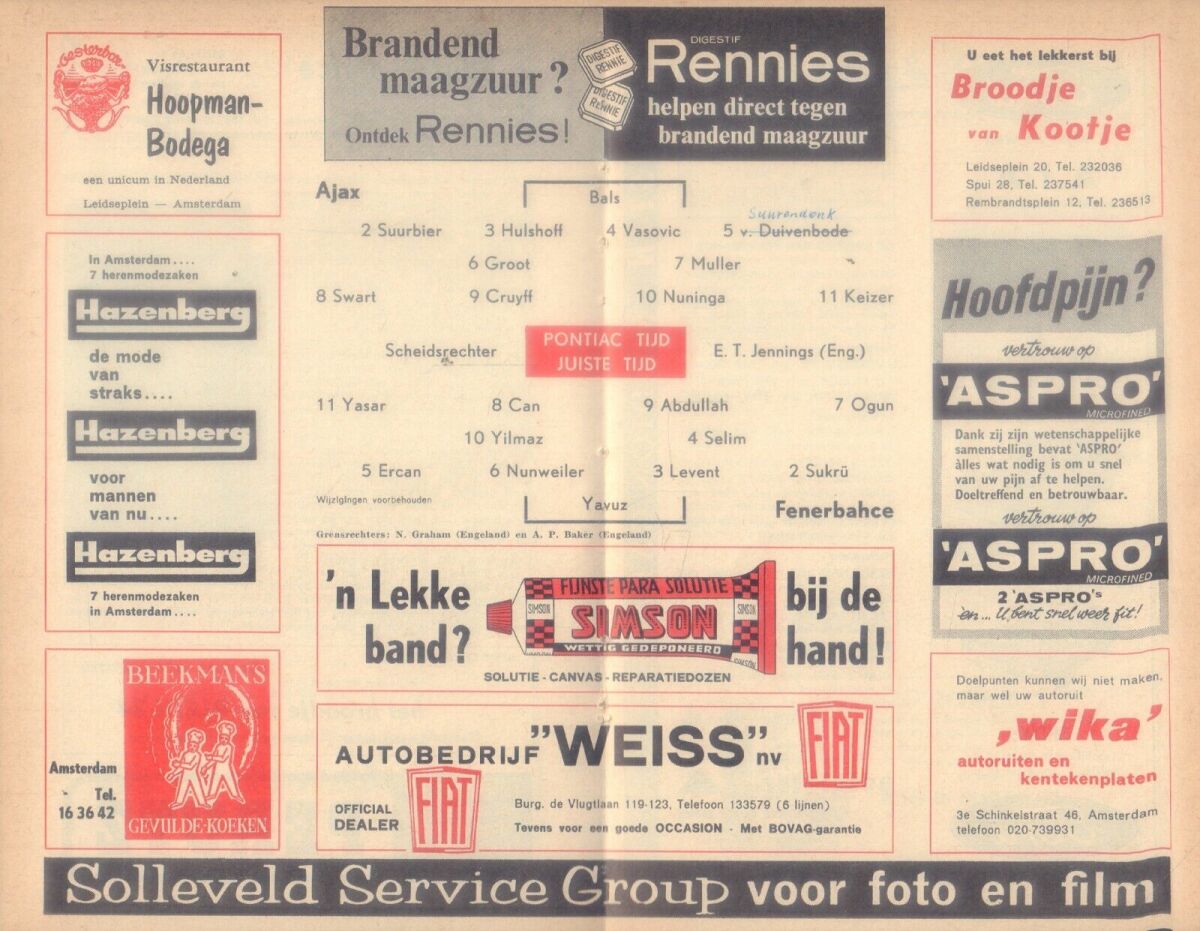 Oesterbar
Visrestaurant
Hoopman-
Bodega
een unicum in Nederland
Leidseplein — Amsterdam
In Amsterdam....
7 herenmodezaken
Hazenberg
de mode
van
straks....
Hazenberg
voor
mannen
van nu....
Hazenberg
7 herenmodezaken
in Amsterdam....
BEEKMAN'S
Amsterdam
Tel.
16 36 42
GEVULDE-KOEKEN
Brandend
maagzuur ?
Ontdek Rennies!
DIGESTIF
RENNIE
DIGESTIF
RENNIE
DIGESTIF
Rennies
helpen direct tegen
brandend maagzuur
Ajax
Bals
Suurendonk
2 Suurbier 3 Hulshoff 4 Vasovic 5 v. Duivenbode
6 Groot 7 Muller
8 Swart 9 Cruyff 10 Nuninga 11 Keizer
Scheidsrechter PONTIAC TIJD JUISTE TIJD E. T. Jennings (Eng.)
11 Yasar 8 Can 9 Abdullah 7 Ogun
10 Yilmaz 4 Selim
5 Ercan 6 Nunweiler 3 Levent 2 Sukrü
Wijzigingen voorbehouden
Yavuz
Fenerbahce
Grensrechters: N. Graham (Engeland) en A. P. Baker (Engeland)
'n Lekke
band?
FIJNSTE PARA SOLUTIE
SIMSON
SIMSON
SIMSON
WETTIG GEDEPONEERD
SIMSON
bij de
hand!
SOLUTIE - CANVAS - REPARATIEDOZEN
AUTOBEDRIJF "WEISS" nv
FIAT
OFFICIAL
DEALER
FIAT
Burg. de Vlugtlaan 119-123, Telefoon 133579 (6 lijnen)
Tevens voor een goede OCCASION - Met BOVAG-garantie
U eet het lekkerst bij
Broodje
van Kootje
Leidseplein 20, Tel. 232036
Spui 28, Tel. 237541
Rembrandtsplein 12, Tel. 236513
Hoofdpijn?
vertrouw op
'ASPRO'
MICROFINED
Dank zij zijn wetenschappelijke
samenstelling bevat 'ASPRO'
àlles wat nodig is om u snel
van uw pijn af te helpen.
Doeltreffend en betrouwbaar.
vertrouw op
'ASPRO'
MICROFINED
2 'ASPRO's
en... U bent snel weer fit!
Doelpunten kunnen wij niet maken,
maar wel uw autoruit
'wika'
autoruiten en
kentekenplaten
3e Schinkelstraat 46, Amsterdam
telefoon 020-739931
Solleveld Service Group voor foto en film